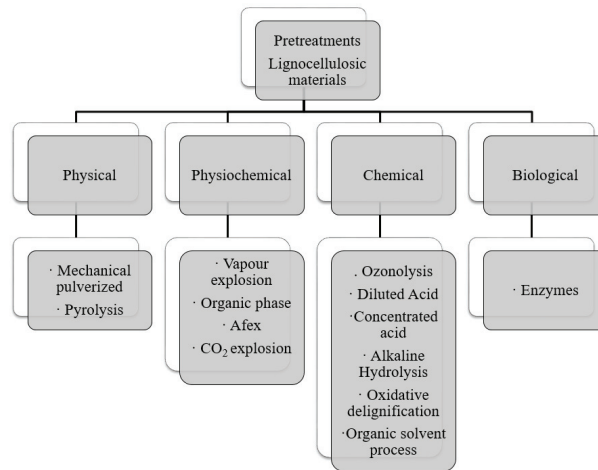 Pretreatments
Lignocellulosic
materials
Physical
Physiochemical
Chemical
Biological
· Mechanical
pulverized
· Pyrolysis
· Vapour
explosion
· Organic phase
· Afex
· CO₂ explosion
. Ozonolysis
· Diluted Acid
·Concentrated
acid
· Alkaline
Hydrolysis
· Oxidative
delignification
·Organic solvent
process
· Enzymes